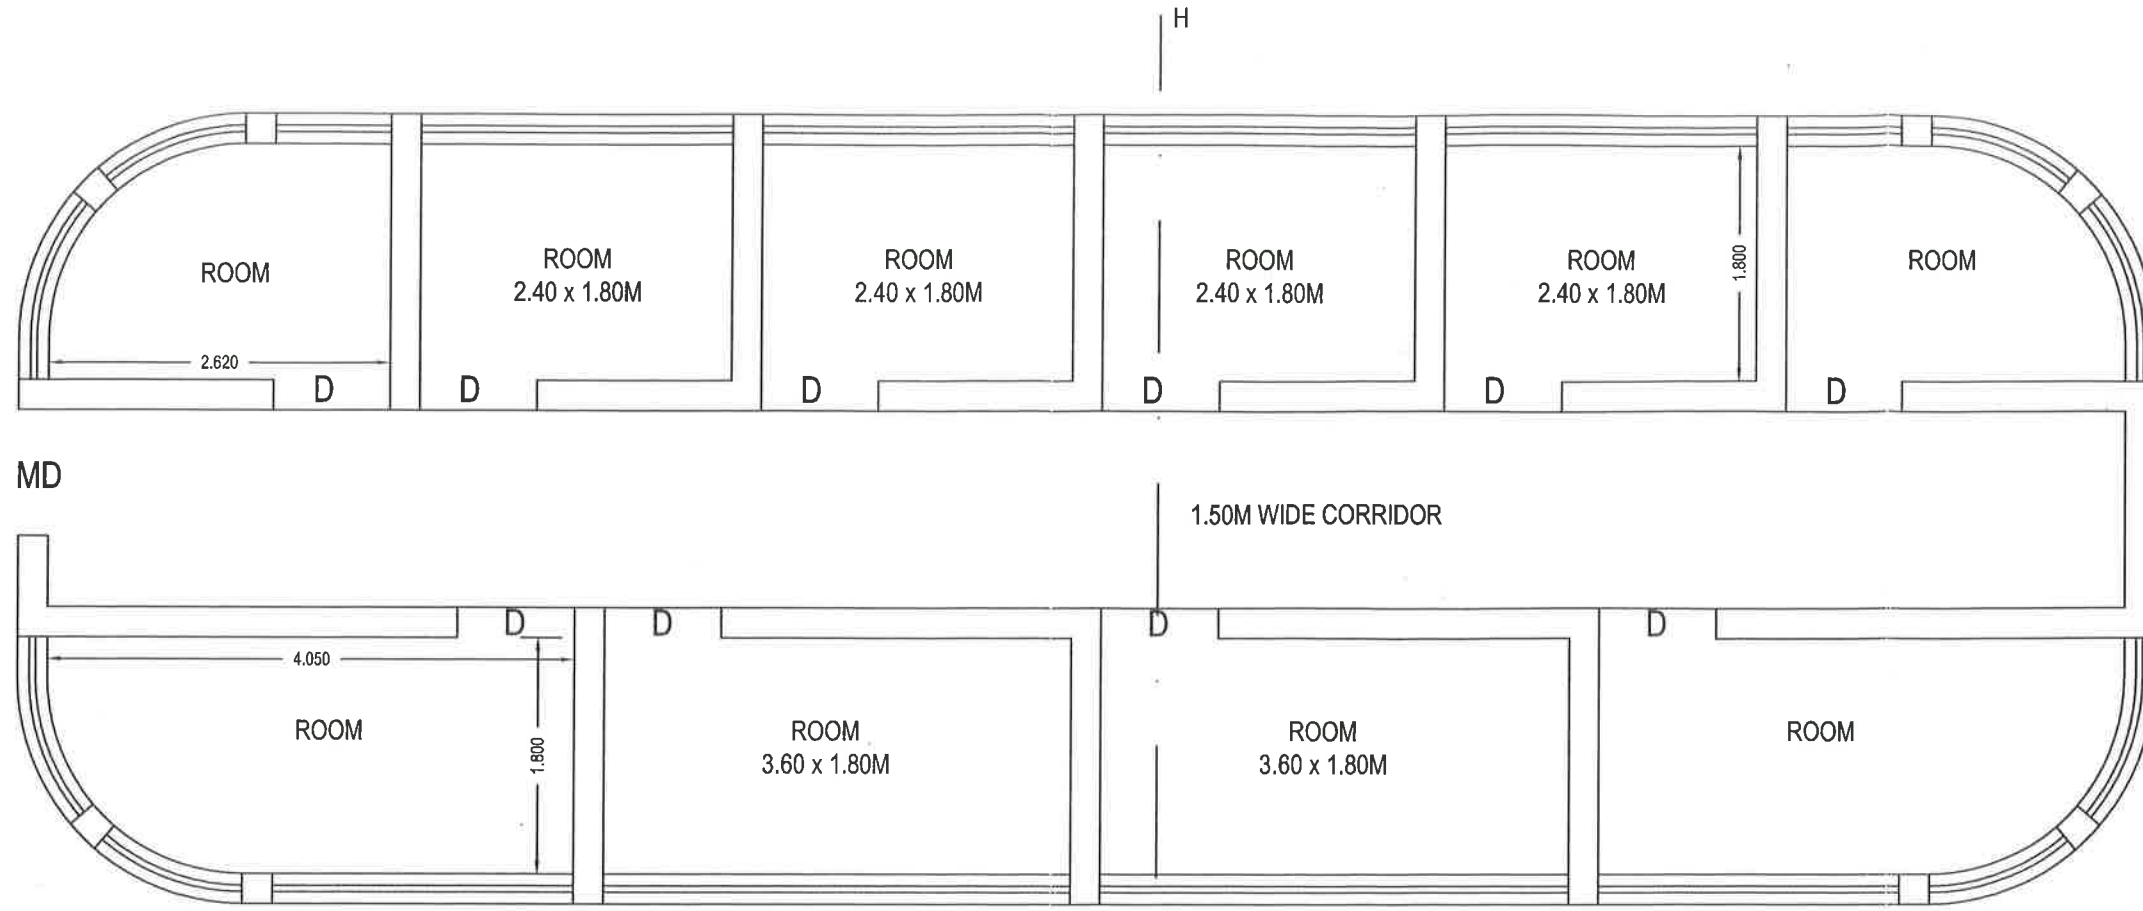 H
ROOM
ROOM
2.40 x 1.80M
ROOM
2.40 x 1.80M
ROOM
2.40 x 1.80M
ROOM
2.40 x 1.80M
1.800
ROOM
2.620
D
D
D
D
D
D
MD
1.50M WIDE CORRIDOR
D
D
D
D
4.050
ROOM
1.800
ROOM
3.60 x 1.80M
ROOM
3.60 x 1.80M
ROOM